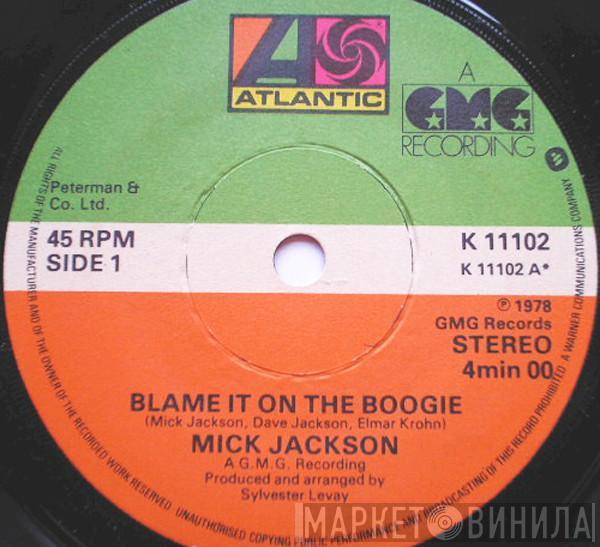 ATLANTIC
A
GMG
RECORDING
Peterman &
Co. Ltd.
45 RPM
SIDE 1
K 11102
K 11102 A*
℗ 1978
GMG Records
STEREO
4min 00
BLAME IT ON THE BOOGIE
(Mick Jackson, Dave Jackson, Elmar Krohn)
MICK JACKSON
A G.M.G. Recording
Produced and arranged by
Sylvester Levay
ALL RIGHTS OF THE MANUFACTURER AND OF THE OWNER OF THE RECORDED WORK RESERVED. UNAUTHORISED COPYING PUBLIC PERFORMANCE AND BROADCASTING OF THIS RECORD PROHIBITED. A WARNER COMMUNICATIONS COMPANY
МАРКЕТ ВИНИЛА